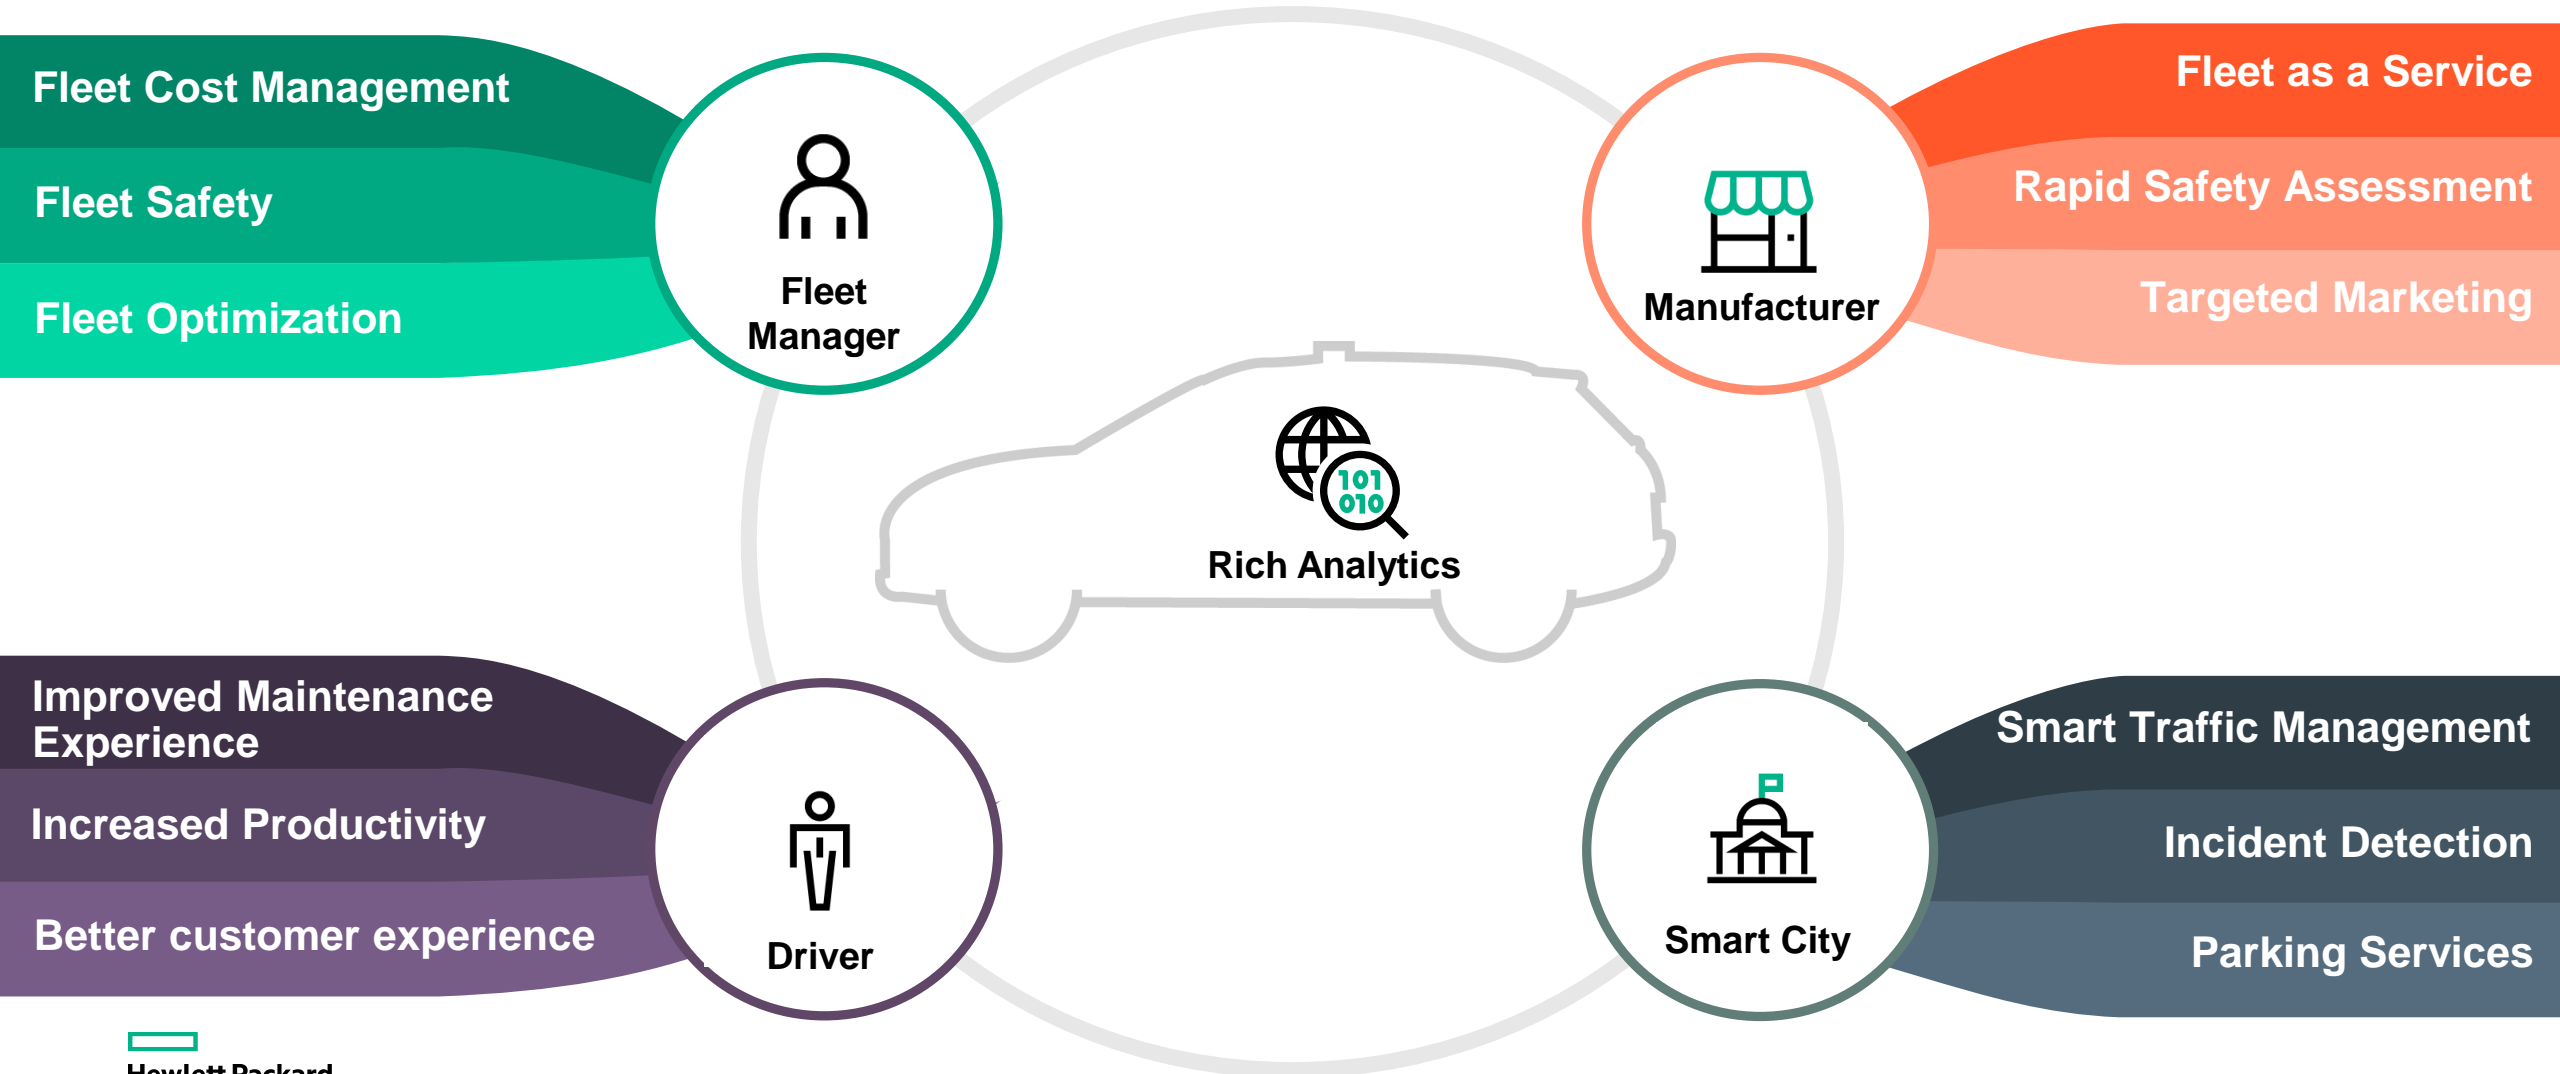 Fleet Cost Management
Fleet Safety
Fleet Optimization
Fleet
Manager
Fleet as a Service
Rapid Safety Assessment
Targeted Marketing
Manufacturer
101
010
Rich Analytics
Improved Maintenance
Experience
Increased Productivity
Better customer experience
Driver
Smart Traffic Management
Incident Detection
Parking Services
Smart City
Hewlett Packard